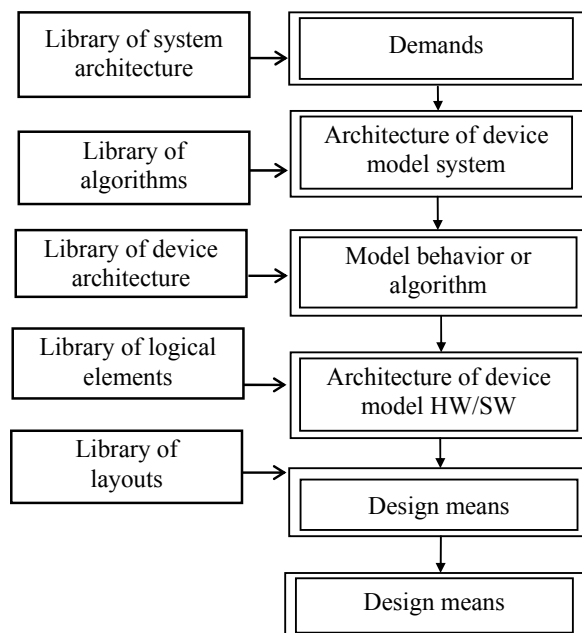 Library of system
architecture
Demands
Library of
algorithms
Architecture of device
model system
Library of device
architecture
Model behavior or
algorithm
Library of logical
elements
Architecture of device
model HW/SW
Library of
layouts
Design means
Design means